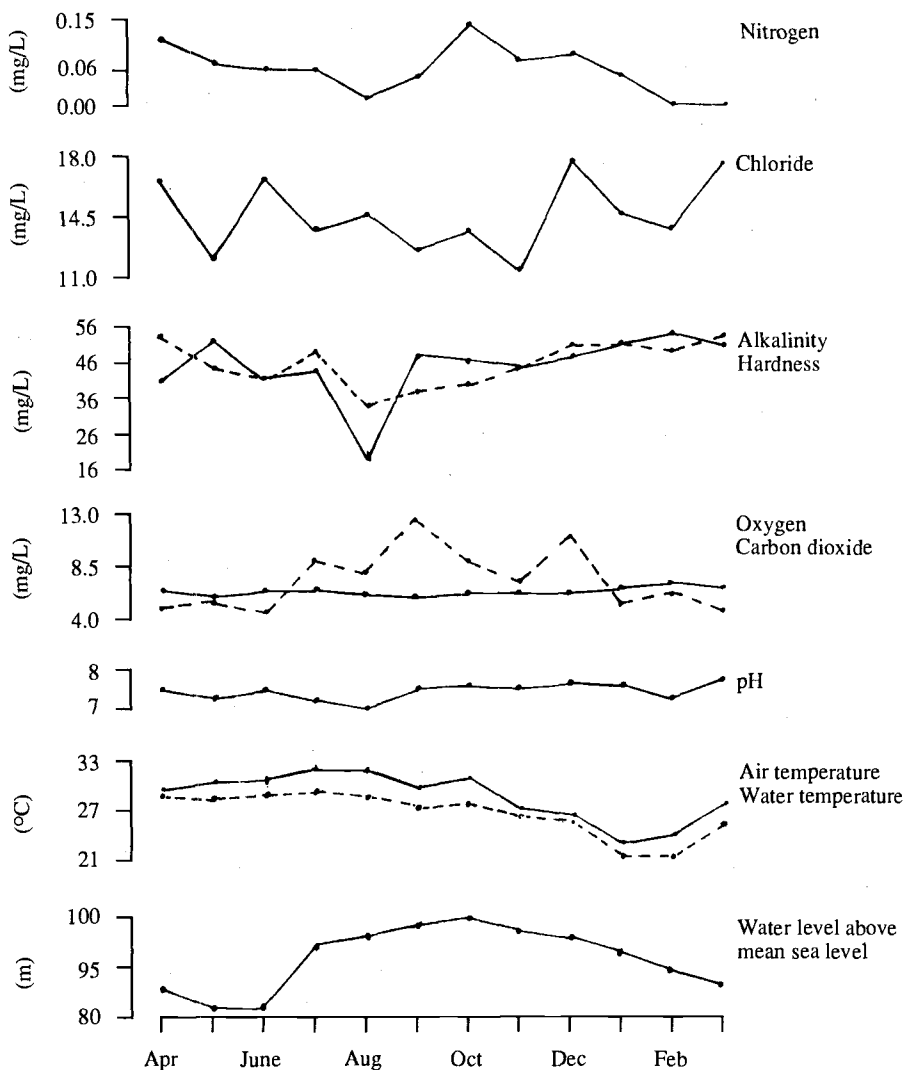 0.15
0.06
0.00
(mg/L)
Nitrogen
18.0
14.5
11.0
(mg/L)
Chloride
56
46
36
26
16
(mg/L)
Alkalinity
Hardness
13.0
8.5
4.0
(mg/L)
Oxygen
Carbon dioxide
8
7
pH
33
27
21
(°C)
Air temperature
Water temperature
100
95
80
(m)
Water level above
mean sea level
Apr June Aug Oct Dec Feb